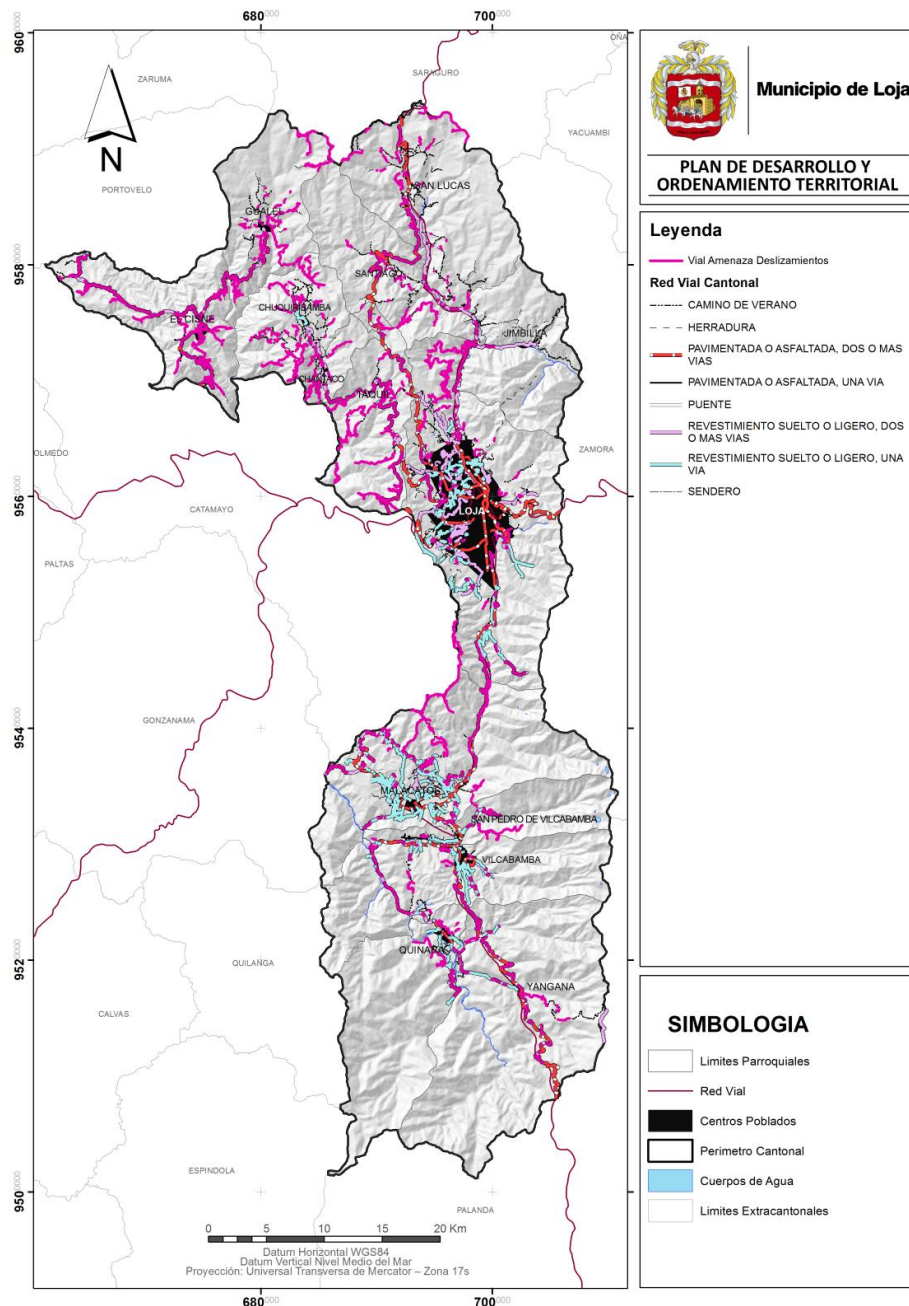 680000
700000
960000
OÑA
SARAGURO
ZARUMA
YACUAMBI
N
PORTOVELO
SAN LUCAS
GUALEL
958000
SANTIAGO
CHUQUIRIBAMBA
EL CISNE
JIMBILLA
CHANTACO
TAQUIL
OLMEDO
ZAMORA
956000
CATAMAYO
LOJA
PALTAS
954000
GONZANAMA
MALACATOS
SAN PEDRO DE VILCABAMBA
VILCABAMBA
952000
QUINARA
QUILANGA
YANGANA
CALVAS
ESPINDOLA
950000
PALANDA
0 5 10 15 20 Km
Datum Horizontal WGS84
Datum Vertical Nivel Medio del Mar
Proyección: Universal Transversa de Mercator – Zona 17s
680000
700000
Municipio de Loja
PLAN DE DESARROLLO Y
ORDENAMIENTO TERRITORIAL
Leyenda
Vial Amenaza Deslizamientos
Red Vial Cantonal
CAMINO DE VERANO
HERRADURA
PAVIMENTADA O ASFALTADA, DOS O MAS
VIAS
PAVIMENTADA O ASFALTADA, UNA VIA
PUENTE
REVESTIMIENTO SUELTO O LIGERO, DOS
O MAS VIAS
REVESTIMIENTO SUELTO O LIGERO, UNA
VIA
SENDERO
SIMBOLOGIA
Limites Parroquiales
Red Vial
Centros Poblados
Perimetro Cantonal
Cuerpos de Agua
Limites Extracantonales